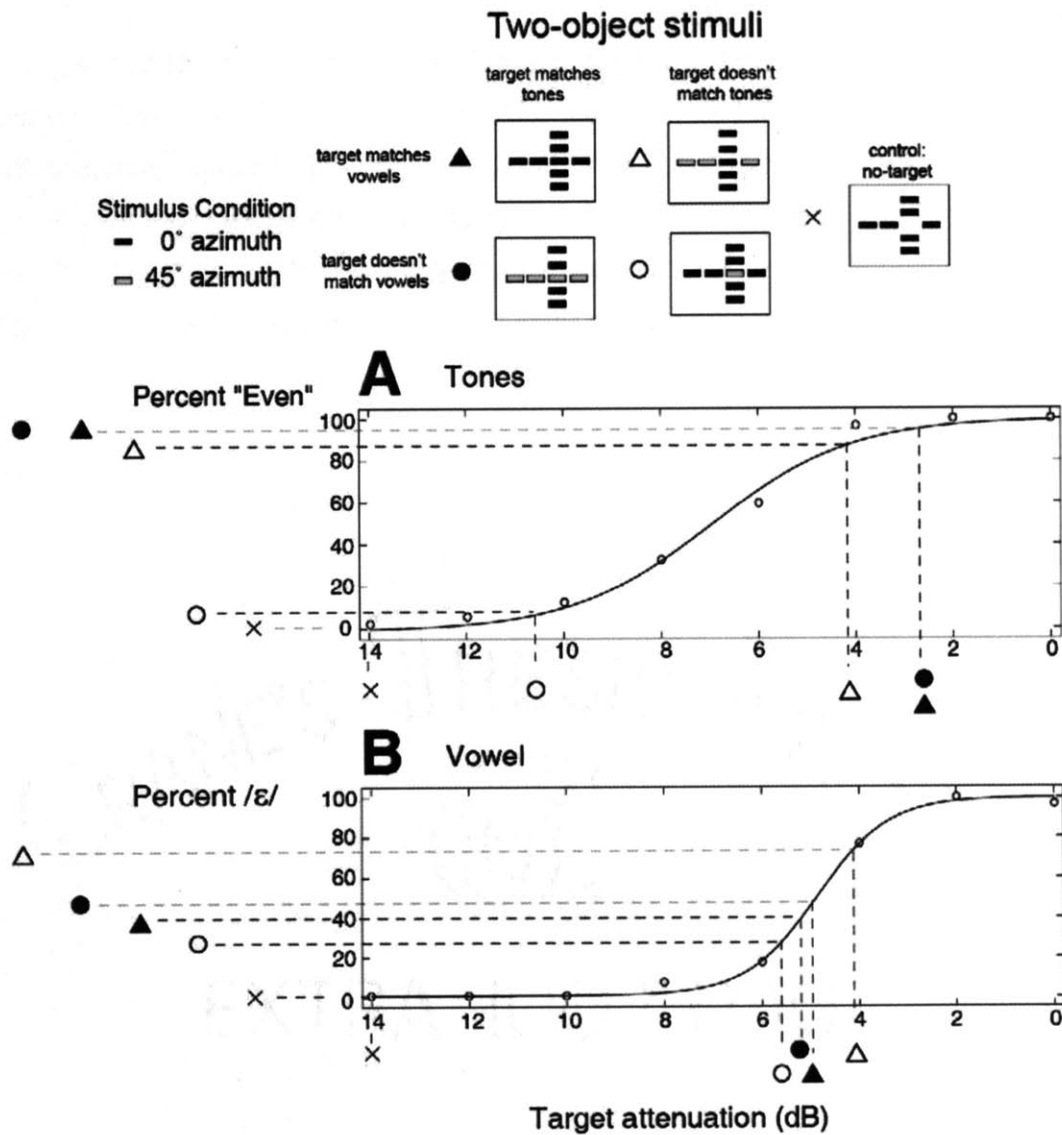 Two-object stimuli
target matches
tones
target doesn't
match tones
target matches
vowels
control:
no-target
Stimulus Condition
0° azimuth
45° azimuth
target doesn't
match vowels
A Tones
Percent "Even"
100
80
60
40
20
0
14 12 10 8 6 4 2 0
B Vowel
Percent /ε/
100
80
60
40
20
0
14 12 10 8 6 4 2 0
Target attenuation (dB)